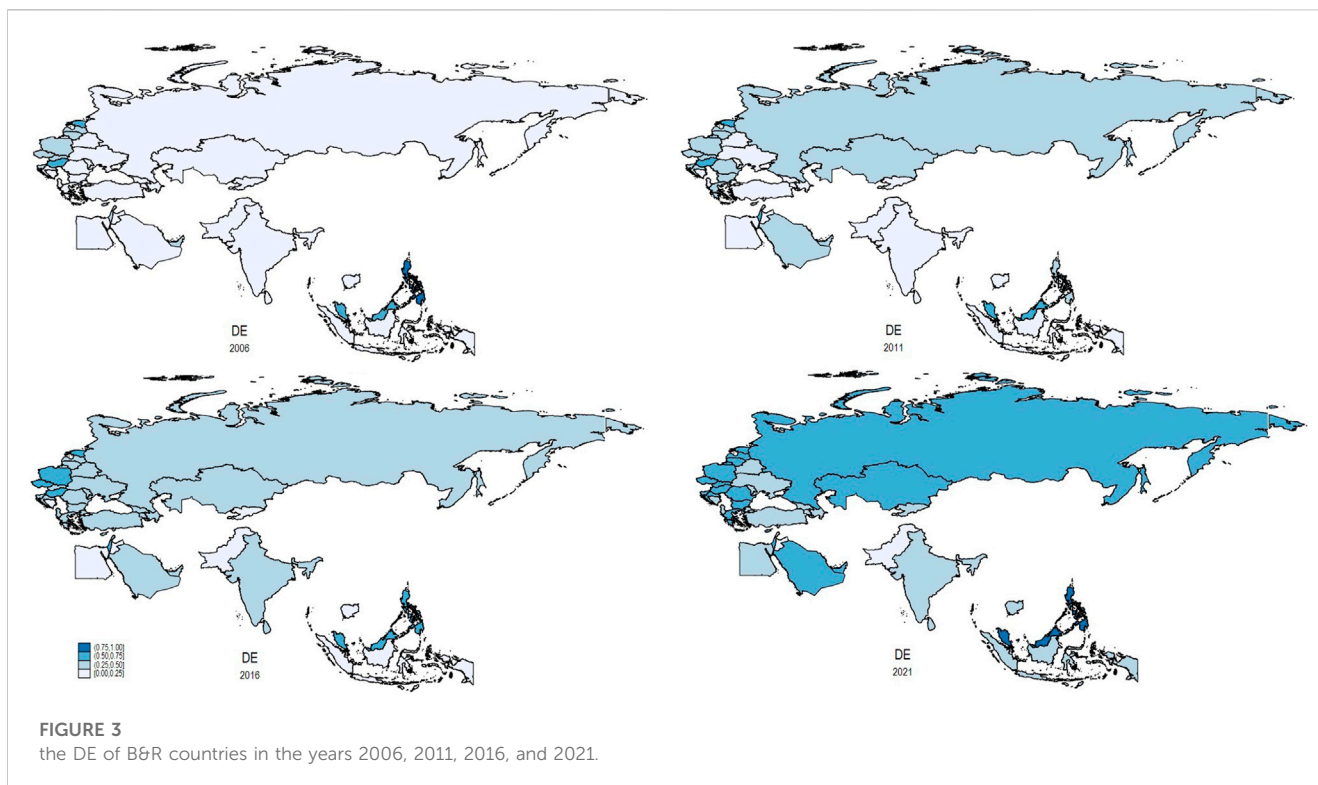 DE
2006
DE
2011
(0.75,1.00]
(0.50,0.75]
(0.25,0.50]
[0.00,0.25]
DE
2016
DE
2021
FIGURE 3
the DE of B&R countries in the years 2006, 2011, 2016, and 2021.